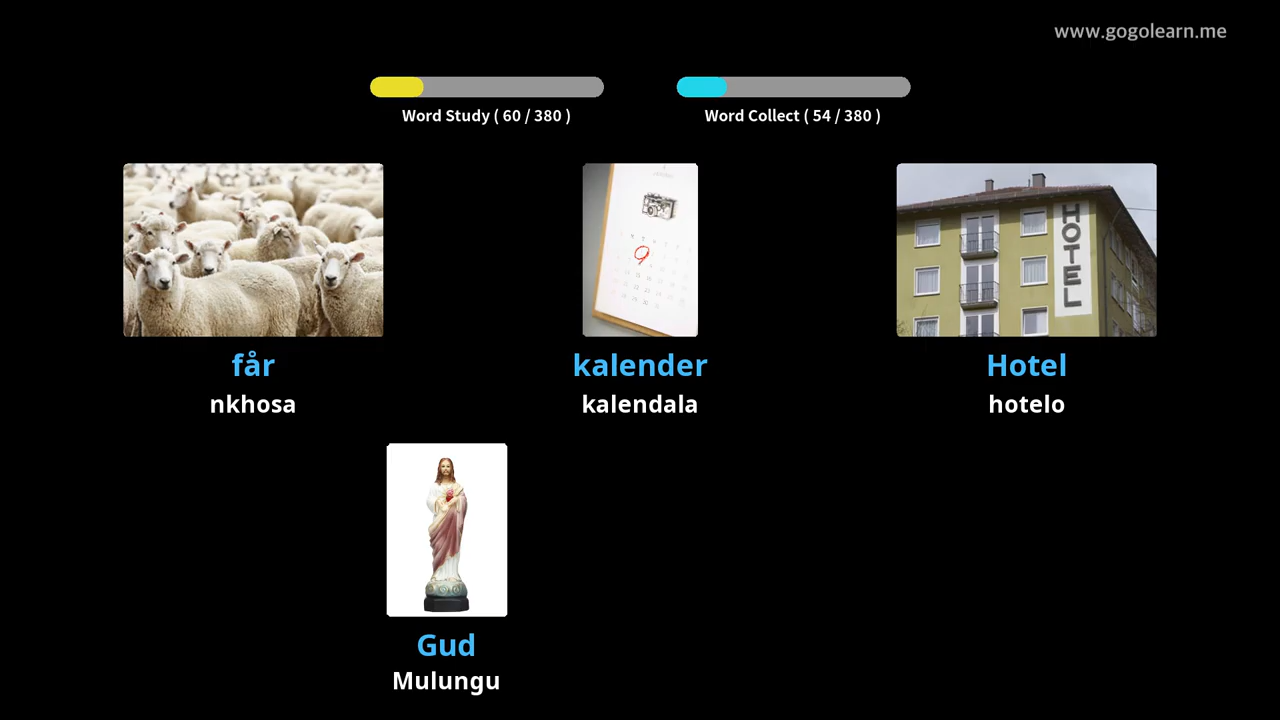 www.gogolearn.me
Word Study ( 60 / 380 )
Word Collect ( 54 / 380 )
9
HOTEL
får
kalender
Hotel
nkhosa
kalendala
hotelo
Gud
Mulungu